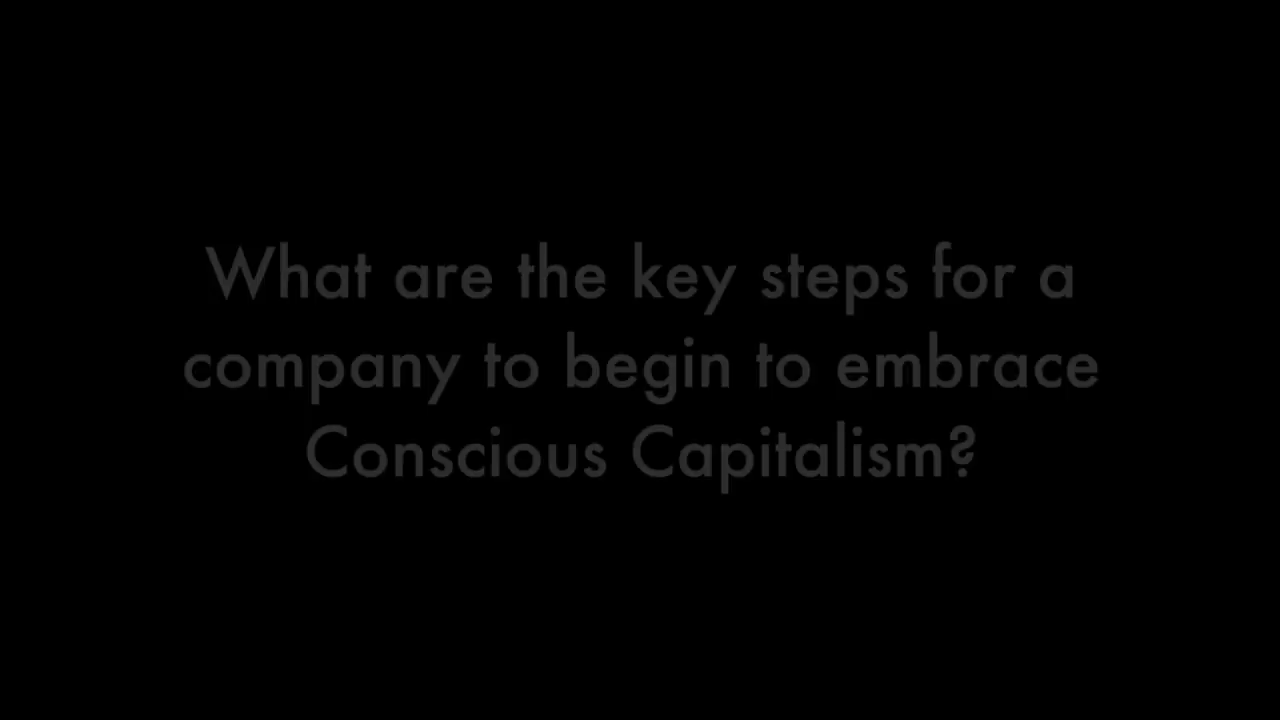 What are the key steps for a
company to begin to embrace
Conscious Capitalism?